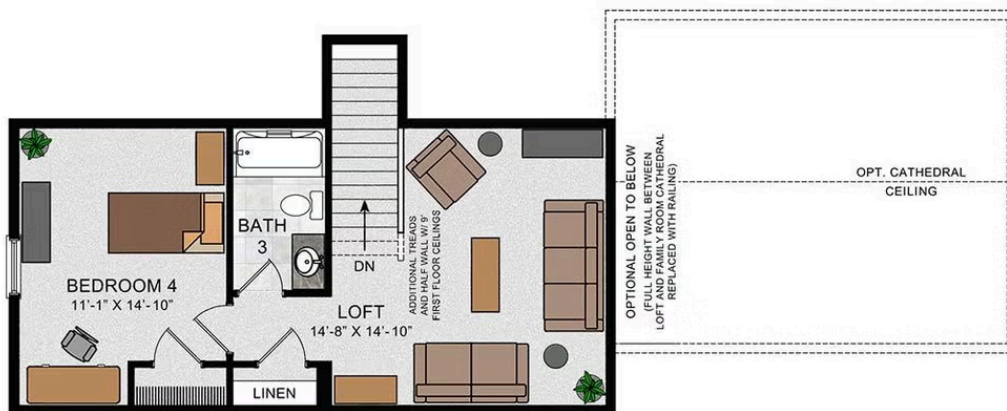 BEDROOM 4
11'-1" X 14'-10"
BATH
3
DN
ADDITIONAL TREADS
AND HALF WALL W/ 9'
FIRST FLOOR CEILINGS
LOFT
14'-8" X 14'-10"
LINEN
OPTIONAL OPEN TO BELOW
(FULL HEIGHT WALL BETWEEN
LOFT AND FAMILY ROOM CATHEDRAL
REPLACED WITH RAILING)
OPT. CATHEDRAL
CEILING